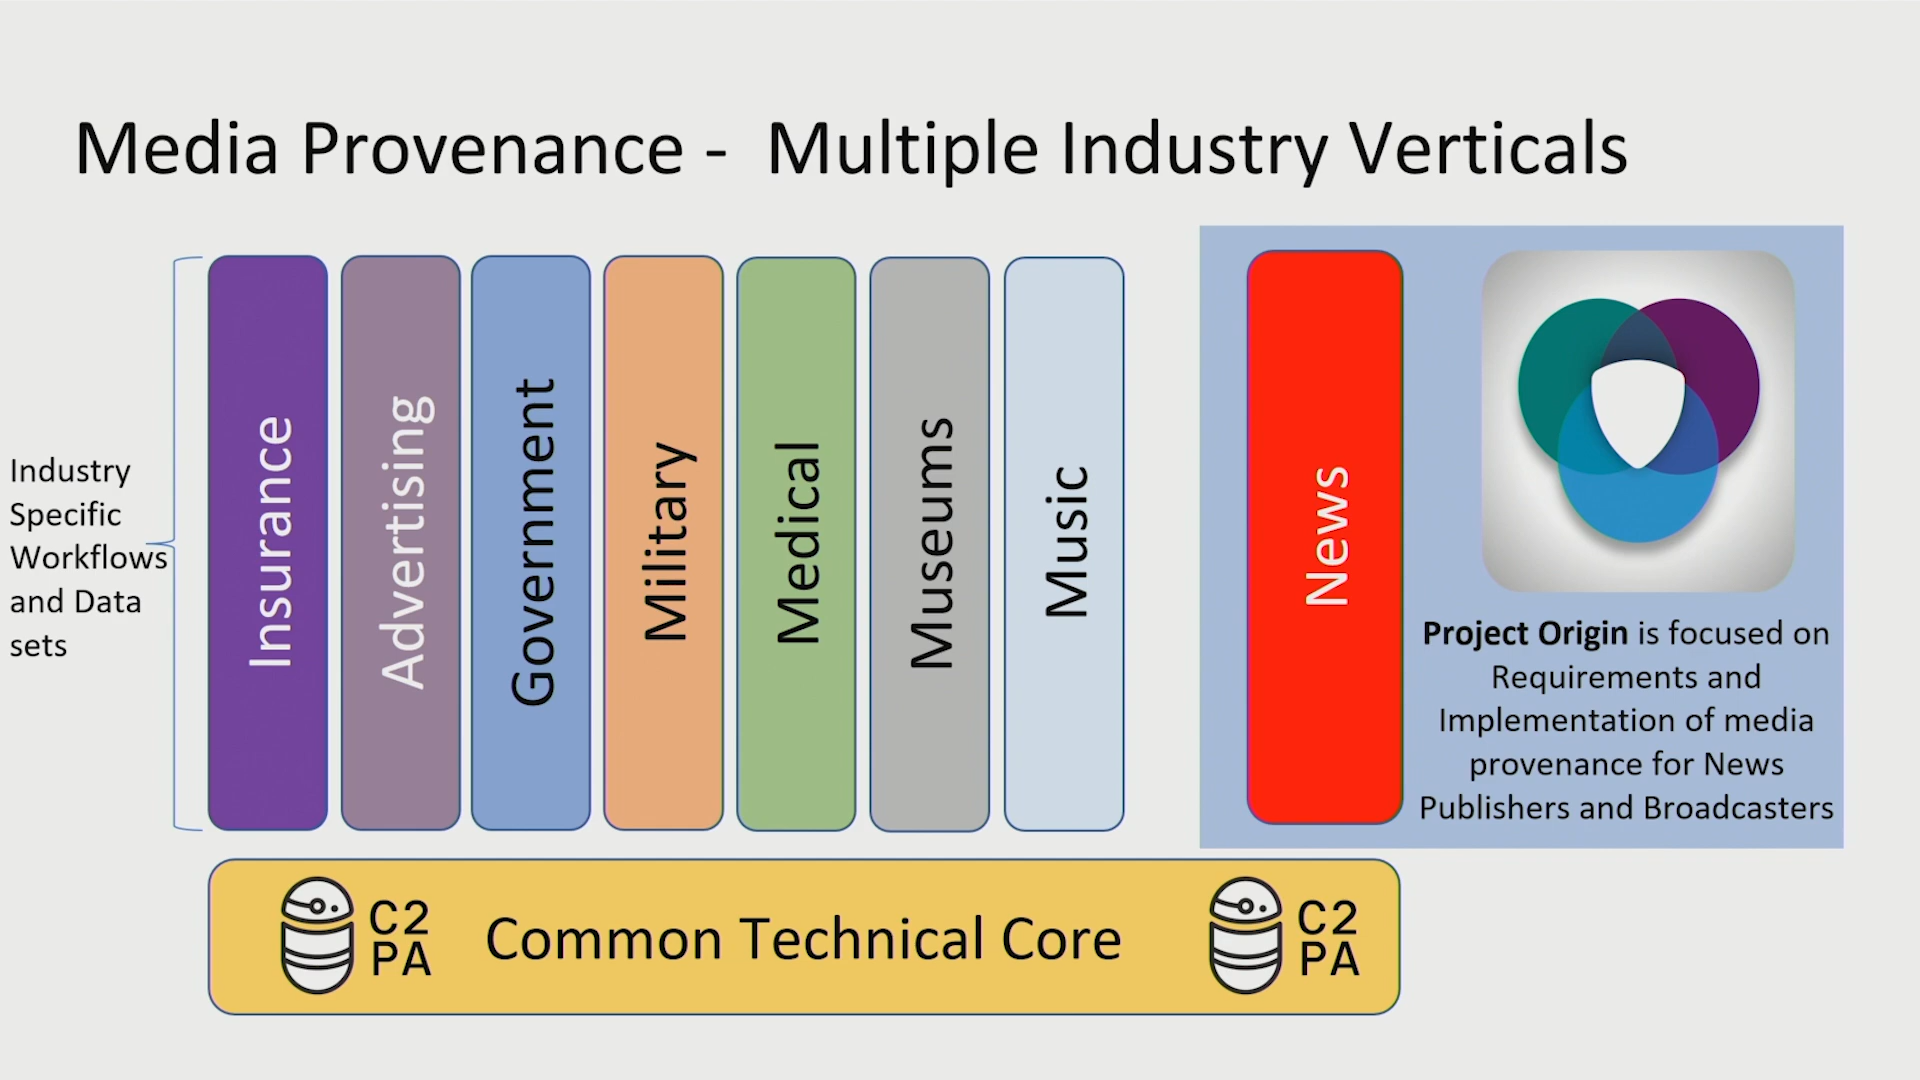 Media Provenance - Multiple Industry Verticals
Industry
Specific
Workflows
and Data
sets
Insurance
Advertising
Government
Military
Medical
Museums
Music
News
Project Origin is focused on
Requirements and
Implementation of media
provenance for News
Publishers and Broadcasters
C2
PA
Common Technical Core
C2
PA